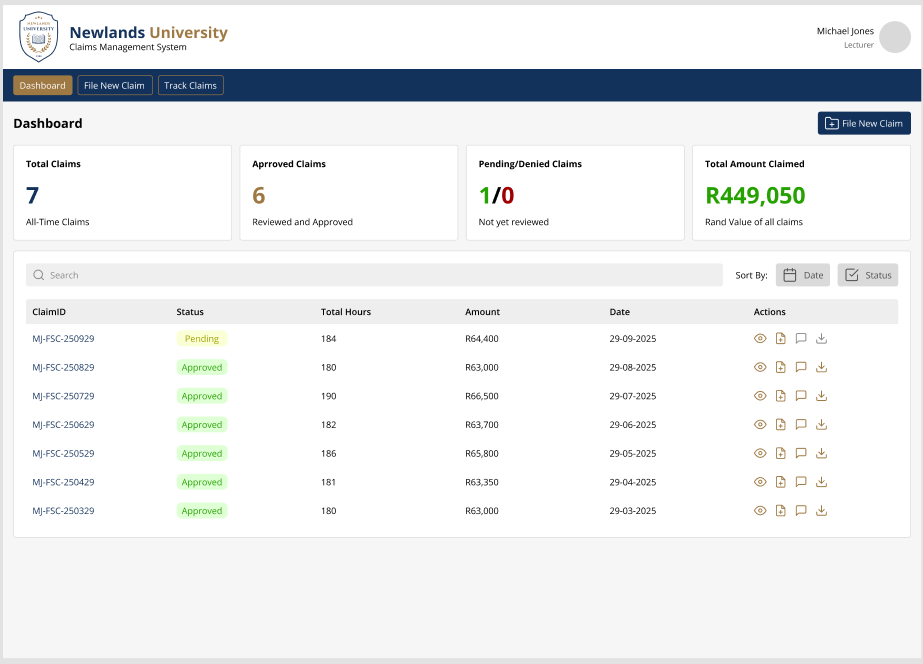 NEWLANDS
UNIVERSITY
Newlands University
Claims Management System
Michael Jones
Lecturer
Dashboard File New Claim Track Claims
Dashboard
File New Claim
Total Claims
7
All-Time Claims
Aprroved Claims
6
Reviewed and Approved
Pending/Denied Claims
1/0
Not yet reviewed
Total Amount Claimed
R449,050
Rand Value of all claims
Search
Sort By: Date Status
ClaimID Status Total Hours Amount Date Actions
MJ-FSC-250929 Pending 184 R64,400 29-09-2025
MJ-FSC-250829 Approved 180 R63,000 29-08-2025
MJ-FSC-250729 Approved 190 R66,500 29-07-2025
MJ-FSC-250629 Approved 182 R63,700 29-06-2025
MJ-FSC-250529 Approved 186 R65,800 29-05-2025
MJ-FSC-250429 Approved 181 R63,350 29-04-2025
MJ-FSC-250329 Approved 180 R63,000 29-03-2025